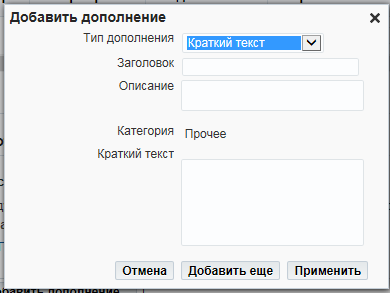 Добавить дополнение
Тип дополнения Краткий текст
Заголовок
Описание
Категория Прочее
Краткий текст
Отмена Добавить еще Применить